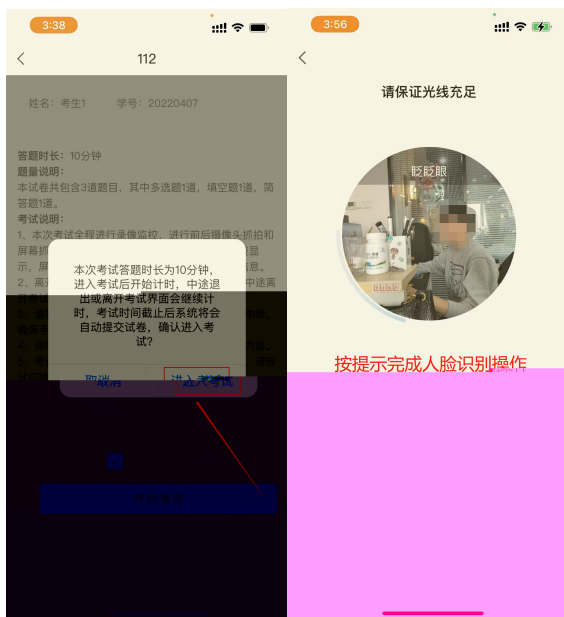 3:38
112
姓名：考生1 学号：20220407
答题时长：10分钟
题量说明：
本试卷共包含3道题目，其中多选题1道，填空题1道，简
答题1道。
考试说明：
1、本次考试全程进行录像监控，进行前后摄像头抓拍和
本次考试答题时长为10分钟，
进入考试后开始计时，中途退
出或离开考试界面会继续计
时，考试时间截止后系统将会
自动提交试卷，确认进入考
试？
取消 进入考试
3:56
请保证光线充足
眨眨眼
按提示完成人脸识别操作